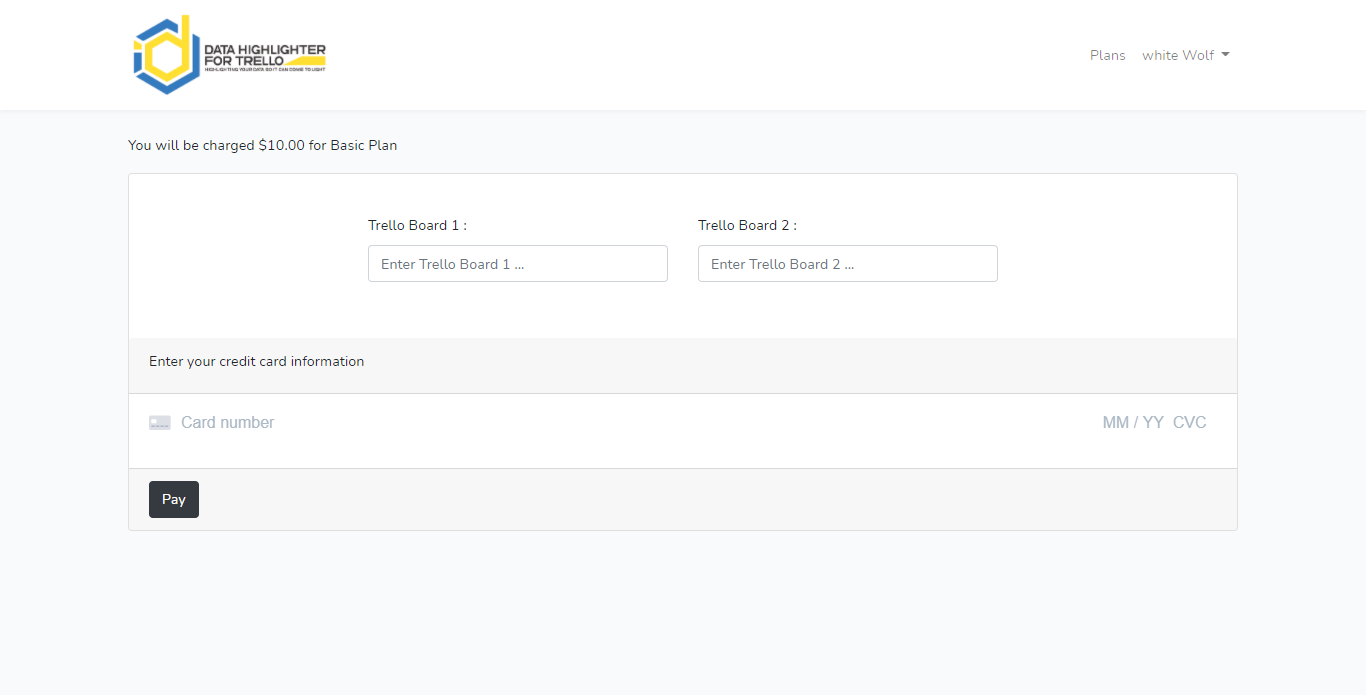 DATA HIGHLIGHTER
FOR TRELLO
HIGHLIGHTING YOUR DATA SO IT CAN COME TO LIGHT
Plans
white Wolf
You will be charged $10.00 for Basic Plan
Trello Board 1 :
Trello Board 2 :
Enter Trello Board 1 ...
Enter Trello Board 2 ...
Enter your credit card information
Card number
MM / YY CVC
Pay